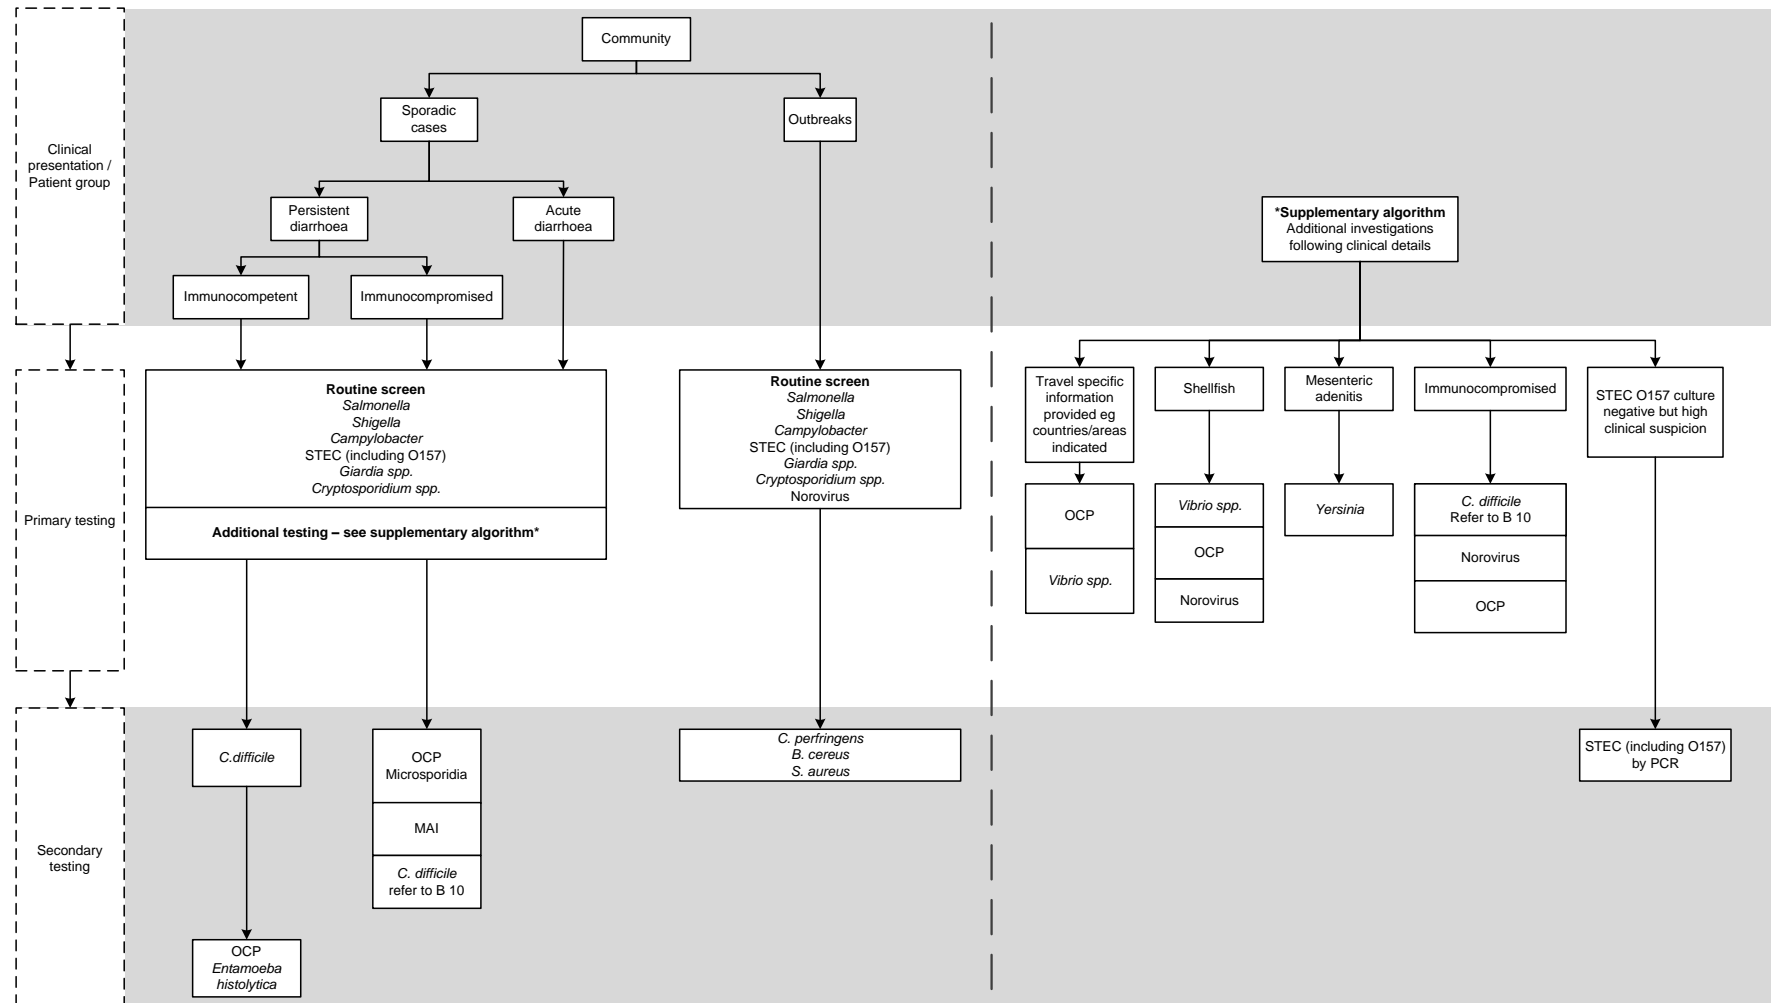 Community
Sporadic
cases
Outbreaks
Clinical
presentation /
Patient group
Persistent
diarrhoea
Acute
diarrhoea
Immunocompetent
Immunocompromised
*Supplementary algorithm
Additional investigations
following clinical details
Primary testing
Routine screen
Salmonella
Shigella
Campylobacter
STEC (including O157)
Giardia spp.
Cryptosporidium spp.
Additional testing – see supplementary algorithm*
Routine screen
Salmonella
Shigella
Campylobacter
STEC (including O157)
Giardia spp.
Cryptosporidium spp.
Norovirus
Travel specific
information
provided eg
countries/areas
indicated
OCP
Vibrio spp.
Shellfish
Vibrio spp.
OCP
Norovirus
Mesenteric
adenitis
Yersinia
Immunocompromised
C. difficile
Refer to B 10
Norovirus
OCP
STEC O157 culture
negative but high
clinical suspicion
Secondary
testing
C.difficile
OCP
Entamoeba
histolytica
OCP
Microsporidia
MAI
C. difficile
refer to B 10
C. perfringens
B. cereus
S. aureus
STEC (including O157)
by PCR